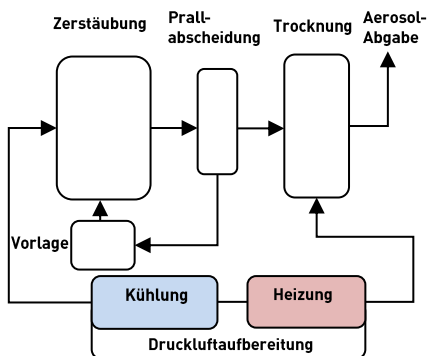 Zerstäubung
Prall-
abscheidung
Trocknung
Aerosol-
Abgabe
Vorlage
Kühlung
Heizung
Druckluftaufbereitung